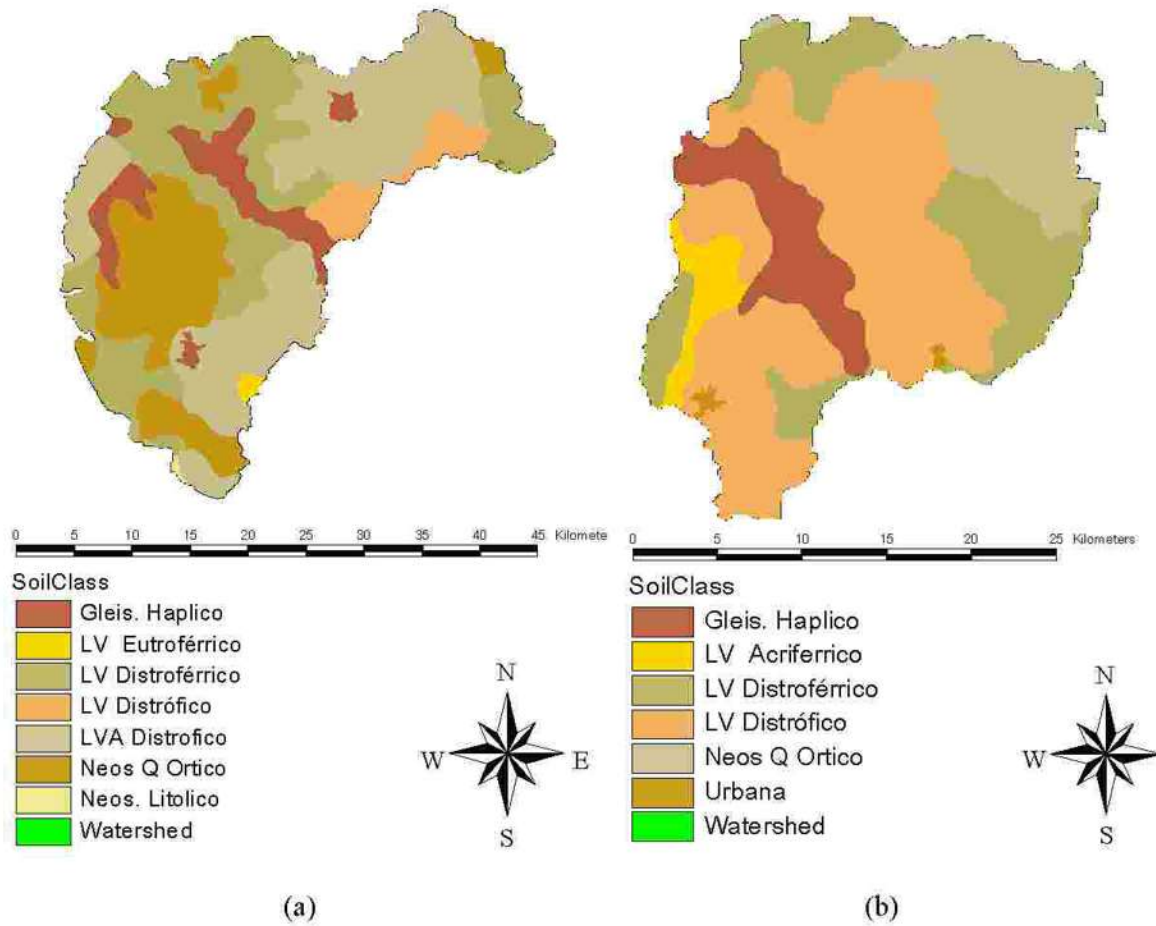 0 5 10 15 20 25 30 35 40 45 Kilomete
SoilClass
Gleis. Haplico
LV Eutroférrico
LV Distroférrico
LV Distrófico
LVA Distrofico
Neos Q Ortico
Neos. Litolico
Watershed
N
W E
S
(a)
0 5 10 15 20 25 Kilometers
SoilClass
Gleis. Haplico
LV Acriferrico
LV Distroférrico
LV Distrófico
Neos Q Ortico
Urbana
Watershed
N
W
S
(b)